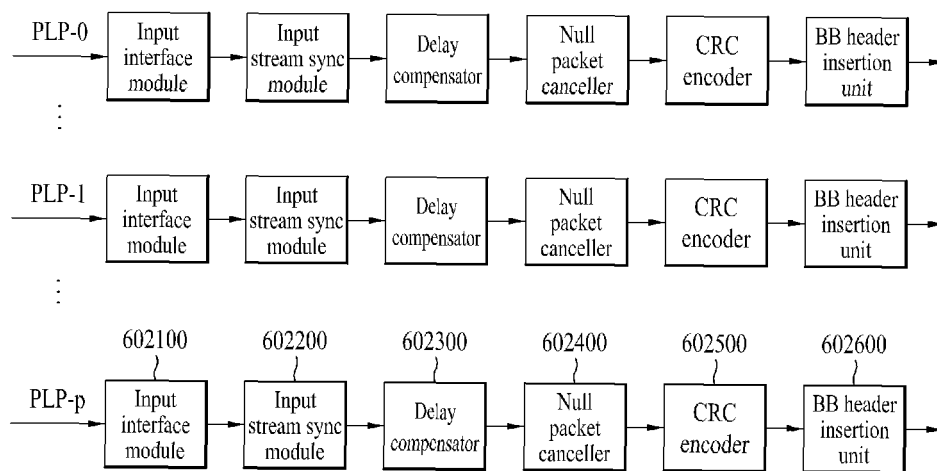 PLP-0
Input
interface
module
Input
stream sync
module
Delay
compensator
Null
packet
canceller
CRC
encoder
BB header
insertion
unit
PLP-1
Input
interface
module
Input
stream sync
module
Delay
compensator
Null
packet
canceller
CRC
encoder
BB header
insertion
unit
602100
602200
602300
602400
602500
602600
PLP-p
Input
interface
module
Input
stream sync
module
Delay
compensator
Null
packet
canceller
CRC
encoder
BB header
insertion
unit